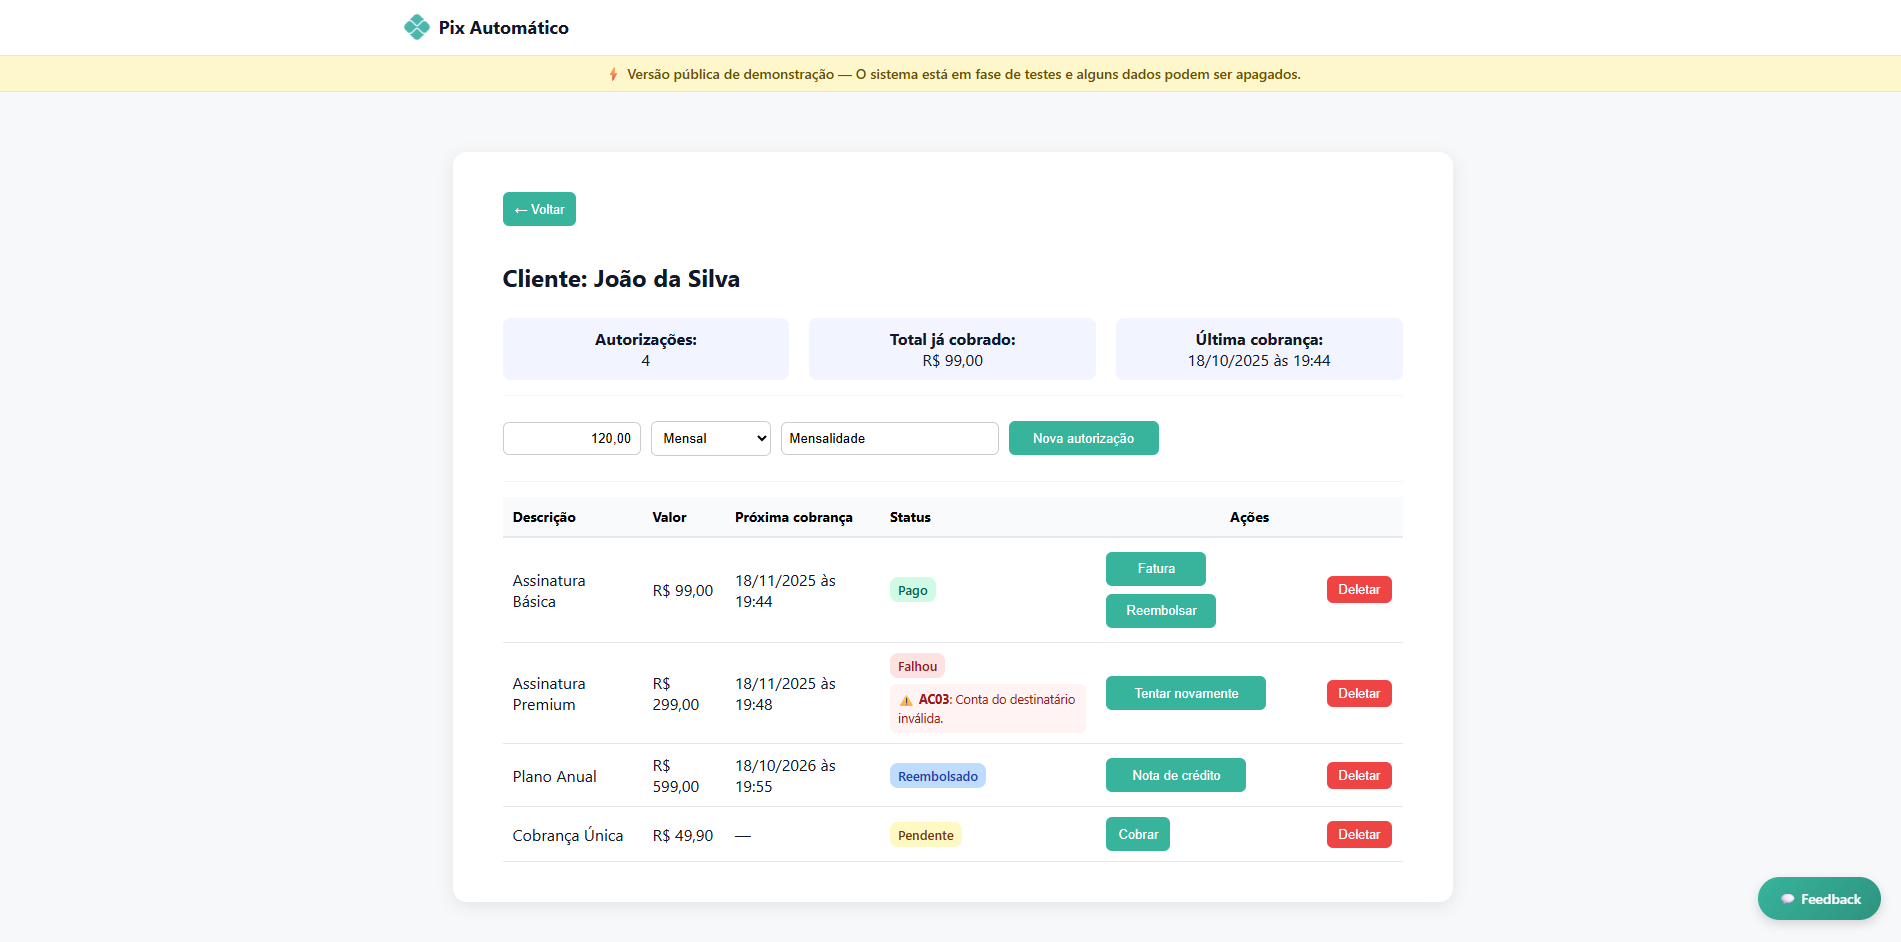 Pix Automático
Versão pública de demonstração — O sistema está em fase de testes e alguns dados podem ser apagados.
← Voltar
Cliente: João da Silva
Autorizações:
4
Total já cobrado:
R$ 99,00
Última cobrança:
18/10/2025 às 19:44
120,00
Mensal
Mensalidade
Nova autorização
Descrição Valor Próxima cobrança Status Ações
Assinatura
Básica
R$ 99,00
18/11/2025 às
19:44
Pago
Fatura
Reembolsar
Deletar
Assinatura
Premium
R$
299,00
18/11/2025 às
19:48
Falhou
AC03: Conta do destinatário
inválida.
Tentar novamente
Deletar
Plano Anual
R$
599,00
18/10/2026 às
19:55
Reembolsado
Nota de crédito
Deletar
Cobrança Única
R$ 49,90
—
Pendente
Cobrar
Deletar
Feedback